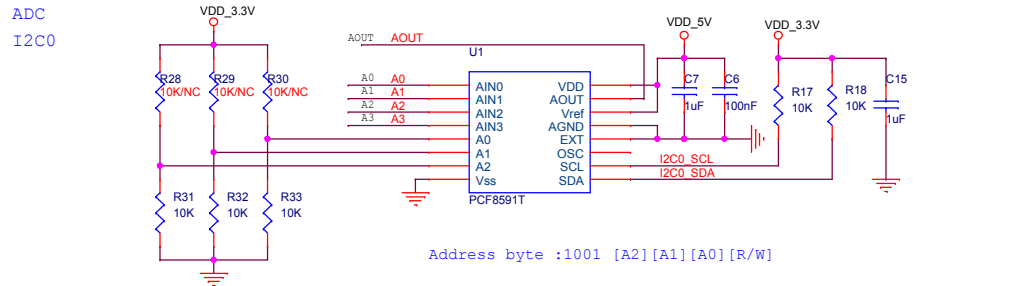 ADC
I2C0
VDD_3.3V
R28
10K/NC
R29
10K/NC
R30
10K/NC
R31
10K
R32
10K
R33
10K
AOUT AOUT
A0 A0
A1 A1
A2 A2
A3 A3
U1
AIN0
AIN1
AIN2
AIN3
A0
A1
A2
Vss
VDD
AOUT
Vref
AGND
EXT
OSC
SCL
SDA
PCF8591T
I2C0_SCL
I2C0_SDA
VDD_5V
C7
1uF
C6
100nF
VDD_3.3V
R17
10K
R18
10K
C15
1uF
Address byte :1001 [A2][A1][A0][R/W]